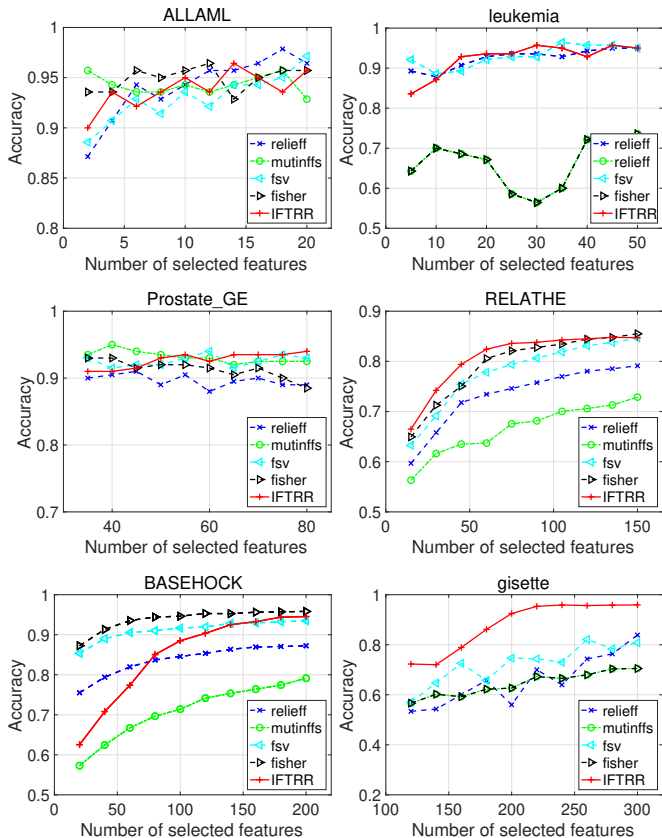 ALLAML
Accuracy
1
0.95
0.9
0.85
0.8
0 5 10 15 20
Number of selected features
relieff
mutinffs
fsv
fisher
IFTRR
leukemia
Accuracy
1
0.9
0.8
0.7
0.6
0.5
0 10 20 30 40 50
Number of selected features
relieff
relieff
fsv
fisher
IFTRR
Prostate_GE
Accuracy
1
0.9
0.8
0.7
40 60 80
Number of selected features
relieff
mutinffs
fsv
fisher
IFTRR
RELATHE
Accuracy
0.9
0.8
0.7
0.6
0.5
0 50 100 150
Number of selected features
relieff
mutinffs
fsv
fisher
IFTRR
BASEHOCK
Accuracy
1
0.9
0.8
0.7
0.6
0.5
0 50 100 150 200
Number of selected features
relieff
mutinffs
fsv
fisher
IFTRR
gisette
Accuracy
1
0.8
0.6
0.4
0.2
100 150 200 250 300
Number of selected features
relieff
mutinffs
fsv
fisher
IFTRR